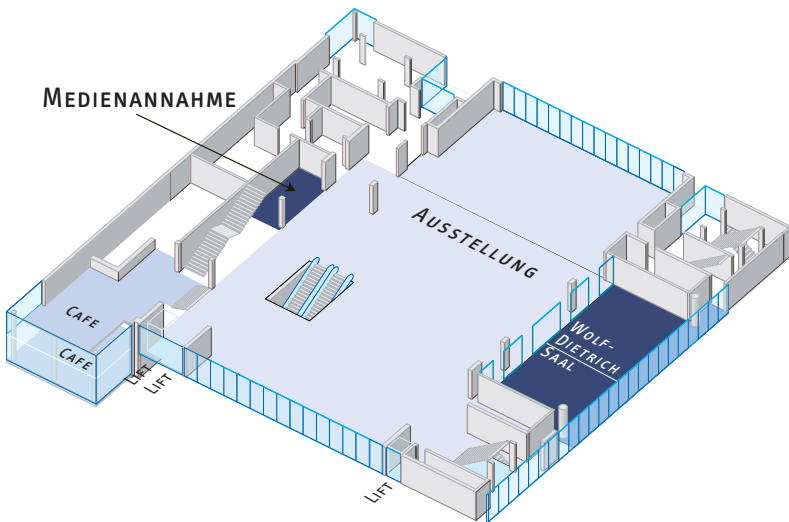 MEDIENANNAHME
AUSSTELLUNG
WOLF-
DIETRICH
SAAL
CAFE
CAFE
LIFT
LIFT
LIFT